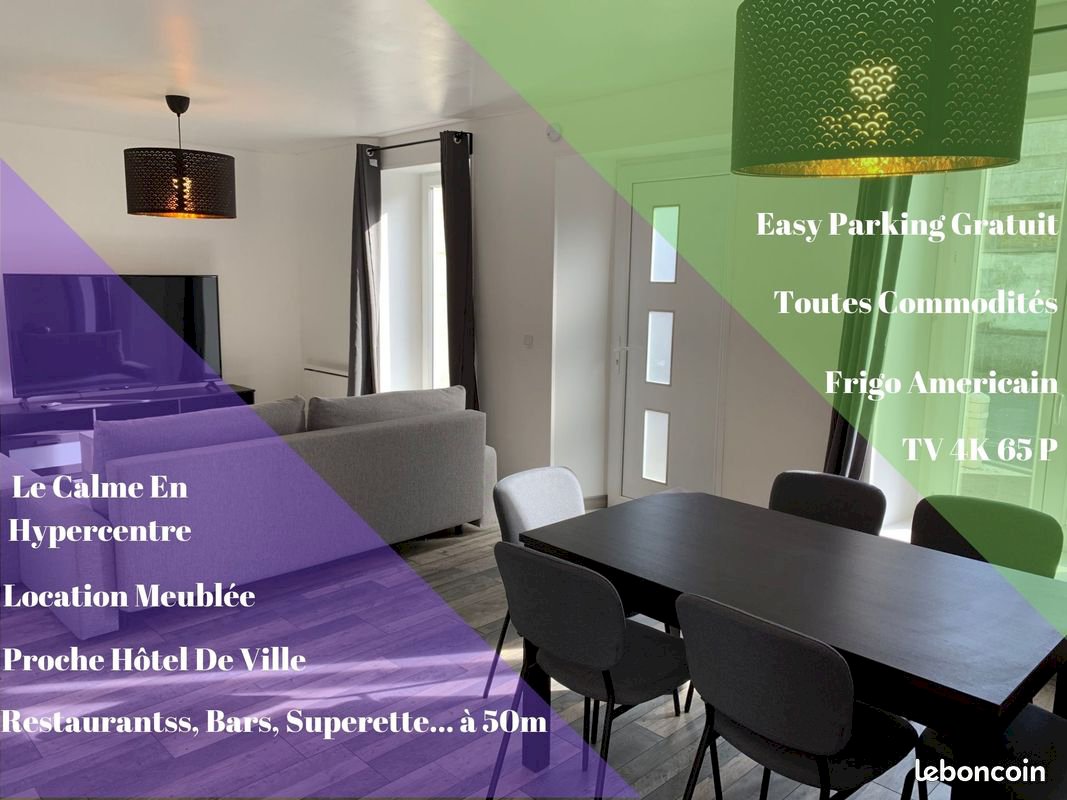 Easy Parking Gratuit
Toutes Commodités
Frigo Americain
TV 4K 65 P
Le Calme En
Hypercentre
Location Meublée
Proche Hôtel De Ville
Restaurantss, Bars, Superette... à 50m
leboncoin